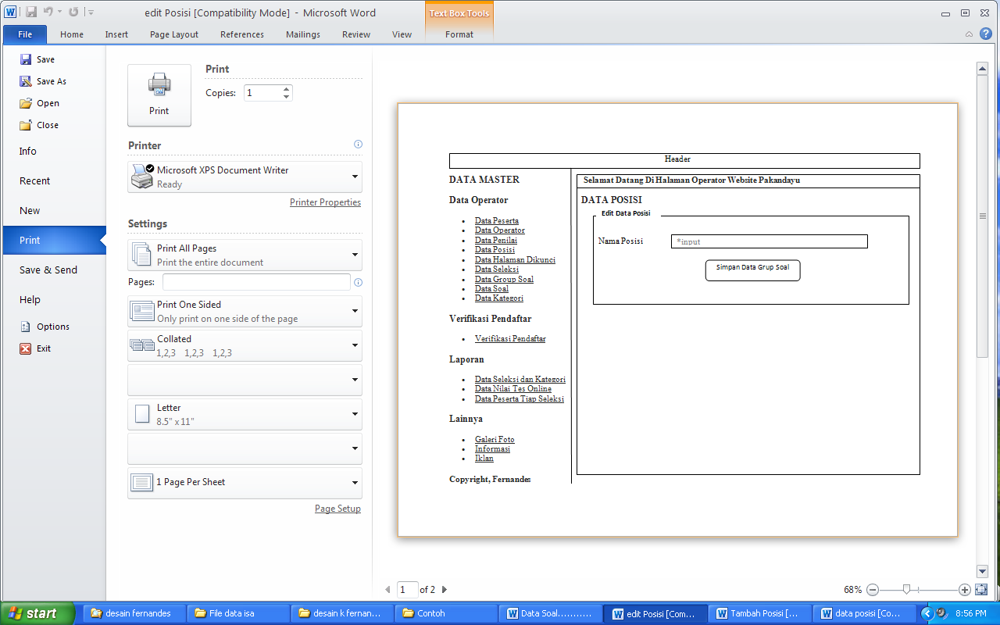 edit Posisi [Compatibility Mode] - Microsoft Word
Text Box Tools
File Home Insert Page Layout References Mailings Review View Format
Save
Save As
Open
Close
Info
Recent
New
Print
Save & Send
Help
Options
Exit
Print
Print
Copies: 1
Printer
Microsoft XPS Document Writer
Ready
Printer Properties
Settings
Print All Pages
Print the entire document
Pages:
Print One Sided
Only print on one side of the page
Collated
1,2,3 1,2,3 1,2,3
Letter
8.5" x 11"
1 Page Per Sheet
Page Setup
Header
DATA MASTER
Data Operator
Data Peserta
Data Operator
Data Penilai
Data Posisi
Data Halaman Dikunci
Data Seleksi
Data Group Soal
Data Soal
Data Kategori
Verifikasi Pendaftar
Verifikasi Pendaftar
Laporan
Data Seleksi dan Kategori
Data Nilai Tes Online
Data Peserta Tiap Seleksi
Lainnya
Galeri Foto
Informasi
Iklan
Copyright, Fernandes
Selamat Datang Di Halaman Operator Website Pakandayu
DATA POSISI
Edit Data Posisi
Nama Posisi *input
Simpan Data Grup Soal
1 of 2
68%
start
desain fernandes
File data isa
desain k fernan...
Contoh
Data Soal...........
edit Posisi [Com...
Tambah Posisi [...
data posisi [Co...
8:56 PM